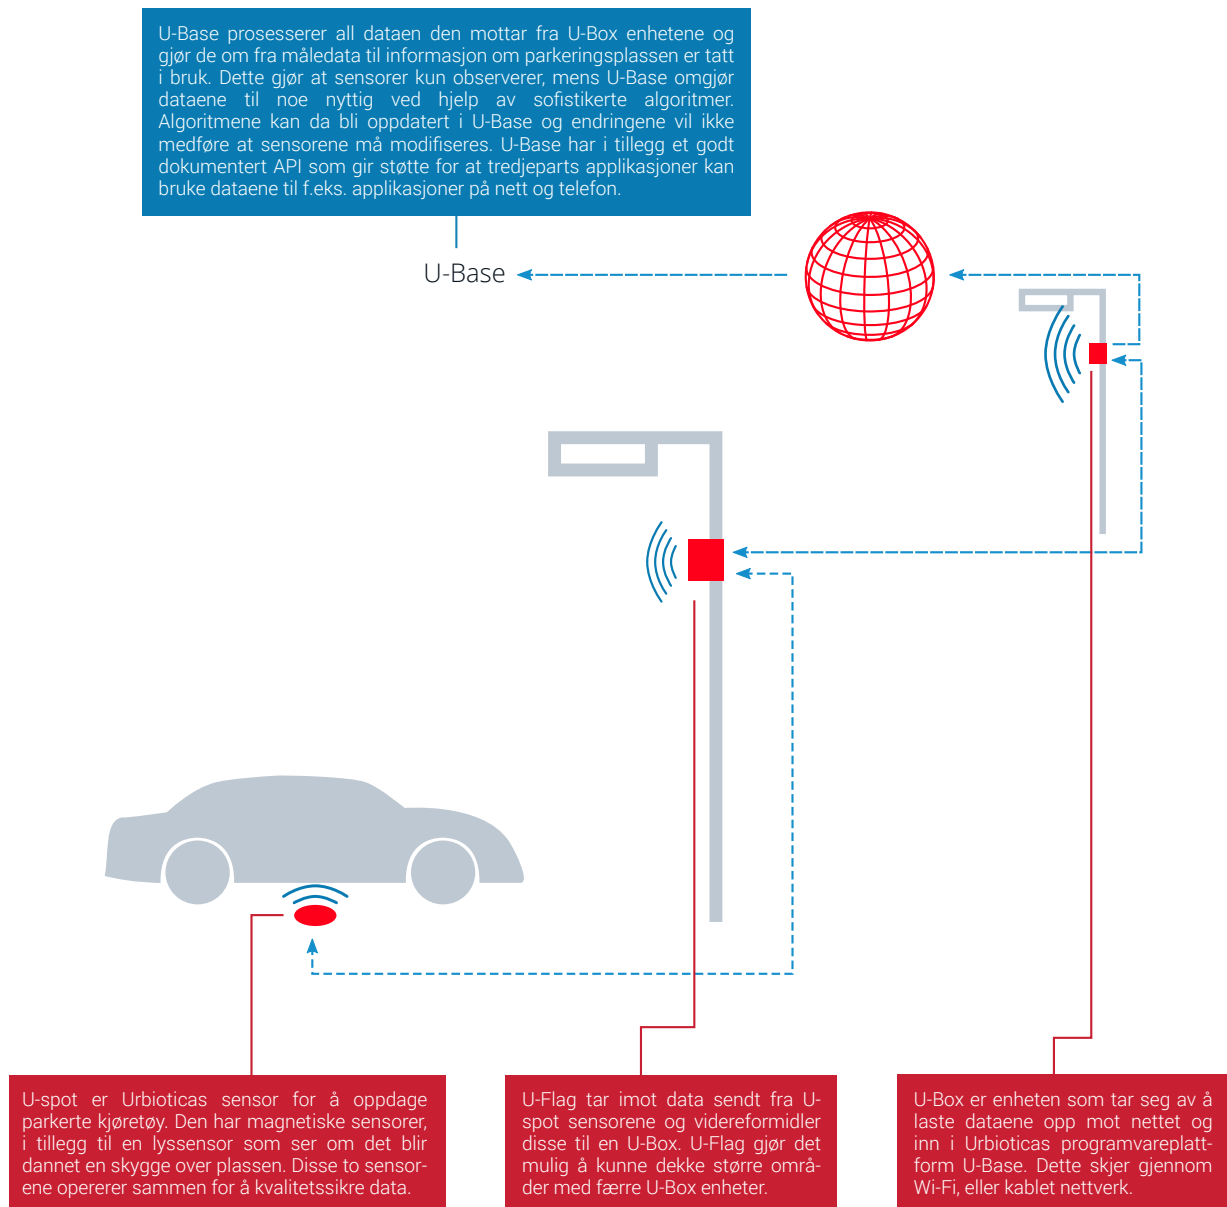 U-Base prosesserer all dataen den mottar fra U-Box enhetene og
gjør de om fra måledata til informasjon om parkeringsplassen er tatt
i bruk. Dette gjør at sensorer kun observerer, mens U-Base omgjør
dataene til noe nyttig ved hjelp av sofistikerte algoritmer.
Algoritmene kan da bli oppdatert i U-Base og endringene vil ikke
medføre at sensorene må modifiseres. U-Base har i tillegg et godt
dokumentert API som gir støtte for at tredjeparts applikasjoner kan
bruke dataene til f.eks. applikasjoner på nett og telefon.
U-Base
U-spot er Urbioticas sensor for å oppdage
parkerte kjøretøy. Den har magnetiske sensorer,
i tillegg til en lyssensor som ser om det blir
dannet en skygge over plassen. Disse to sensor-
ene opererer sammen for å kvalitetssikre data.
U-Flag tar imot data sendt fra U-
spot sensorene og videreformidler
disse til en U-Box. U-Flag gjør det
mulig å kunne dekke større områ-
der med færre U-Box enheter.
U-Box er enheten som tar seg av å
laste dataene opp mot nettet og
inn i Urbioticas programvareplatt-
form U-Base. Dette skjer gjennom
Wi-Fi, eller kablet nettverk.